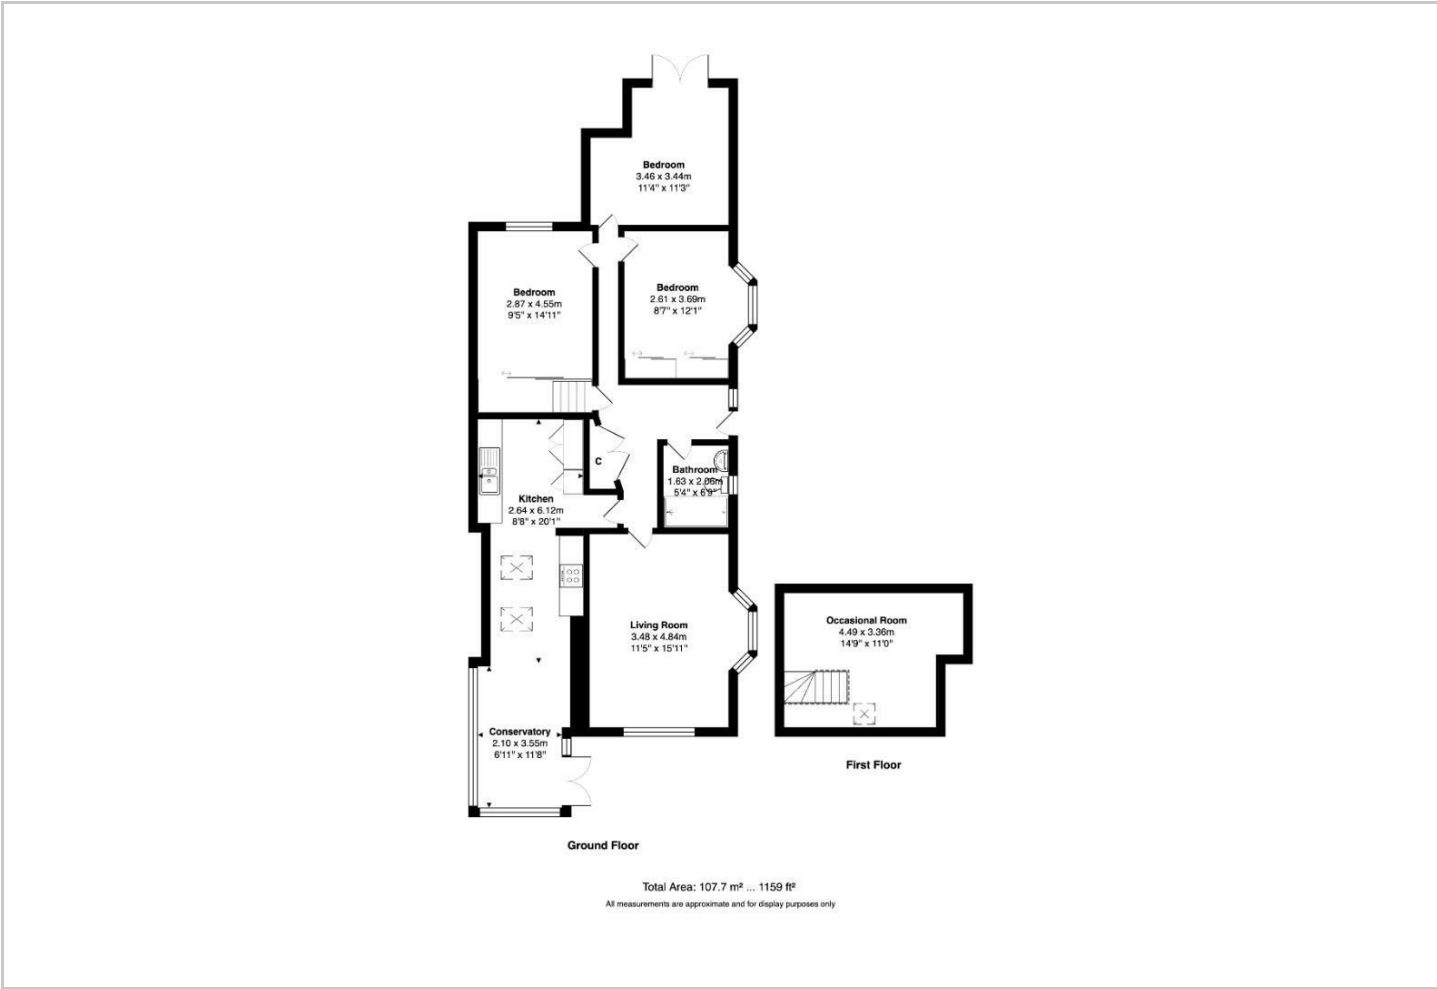 Bedroom
3.46 x 3.44m
11'4" x 11'3"
Bedroom
2.87 x 4.55m
9'5" x 14'11"
Bedroom
2.61 x 3.69m
8'7" x 12'1"
C
Bathroom
1.63 x 2.06m
5'4" x 6'9"
Kitchen
2.64 x 6.12m
8'8" x 20'1"
Living Room
3.48 x 4.84m
11'5" x 15'11"
Occasional Room
4.49 x 3.36m
14'9" x 11'0"
Conservatory
2.10 x 3.55m
6'11" x 11'8"
First Floor
Ground Floor
Total Area: 107.7 m² ... 1159 ft²
All measurements are approximate and for display purposes only